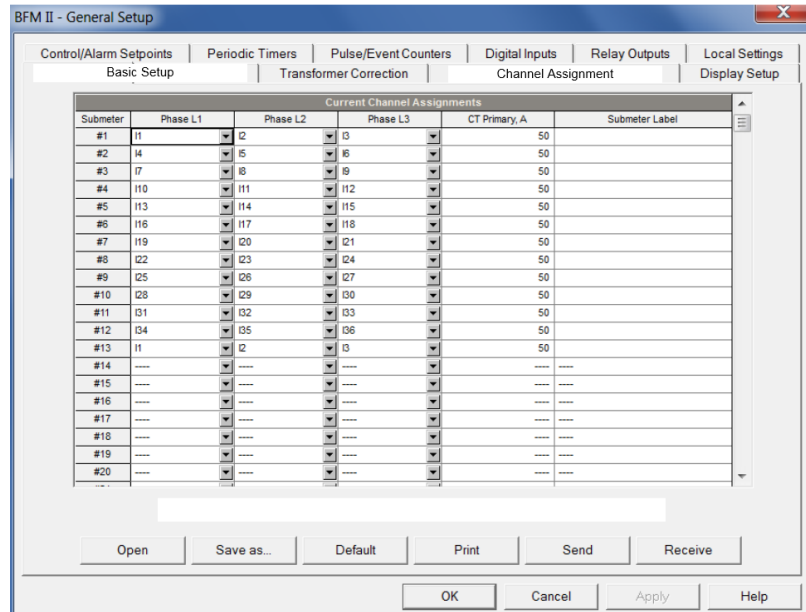 BFM II - General Setup
X
Control/Alarm Setpoints Periodic Timers Pulse/Event Counters Digital Inputs Relay Outputs Local Settings
Basic Setup Transformer Correction Channel Assignment Display Setup
Current Channel Assignments
Submeter Phase L1 Phase L2 Phase L3 CT Primary, A Submeter Label
#1 I1 I2 I3 50
#2 I4 I5 I6 50
#3 I7 I8 I9 50
#4 I10 I11 I12 50
#5 I13 I14 I15 50
#6 I16 I17 I18 50
#7 I19 I20 I21 50
#8 I22 I23 I24 50
#9 I25 I26 I27 50
#10 I28 I29 I30 50
#11 I31 I32 I33 50
#12 I34 I35 I36 50
#13 I1 I2 I3 50
#14 ---- ---- ---- ---- ----
#15 ---- ---- ---- ---- ----
#16 ---- ---- ---- ---- ----
#17 ---- ---- ---- ---- ----
#18 ---- ---- ---- ---- ----
#19 ---- ---- ---- ---- ----
#20 ---- ---- ---- ---- ----
Open Save as... Default Print Send Receive
OK Cancel Apply Help